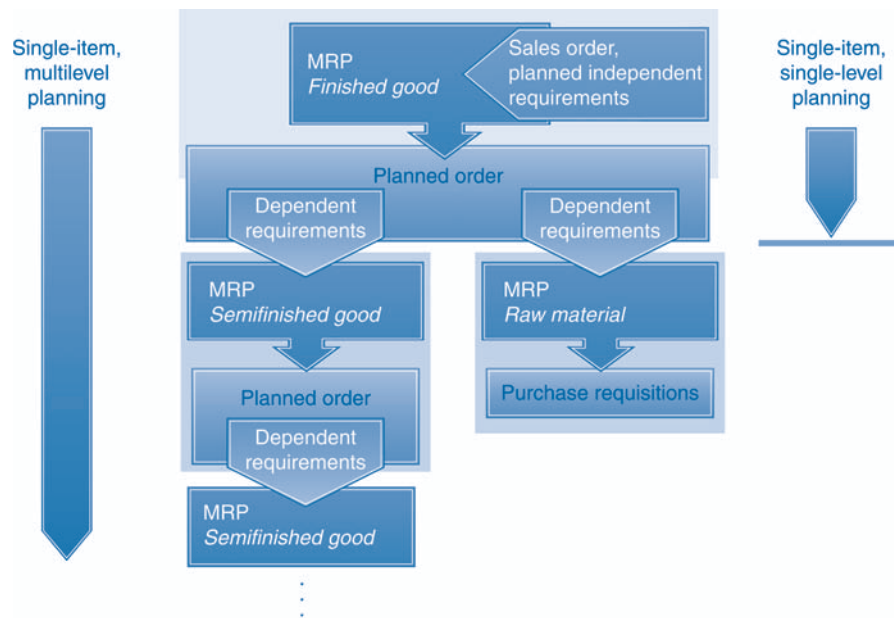 Single-item,
multilevel
planning
MRP
Finished good
Sales order,
planned independent
requirements
Single-item,
single-level
planning
Planned order
Dependent
requirements
Dependent
requirements
MRP
Semifinished good
MRP
Raw material
Planned order
Purchase requisitions
Dependent
requirements
MRP
Semifinished good